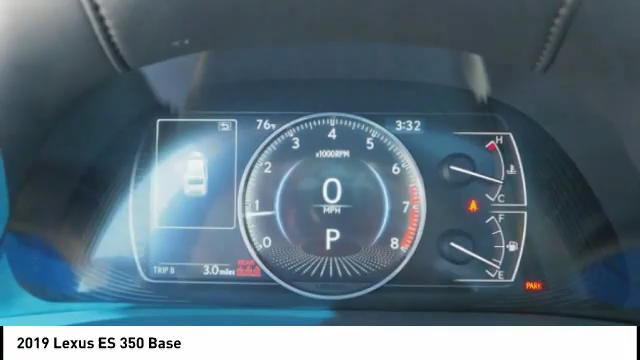 76°F
3:32
4
3
5
x1000RPM
2
6
1
7
0
8
0
MPH
P
H
C
A
F
E
TRIP B
3.0 miles
REAR
PARK
2019 Lexus ES 350 Base